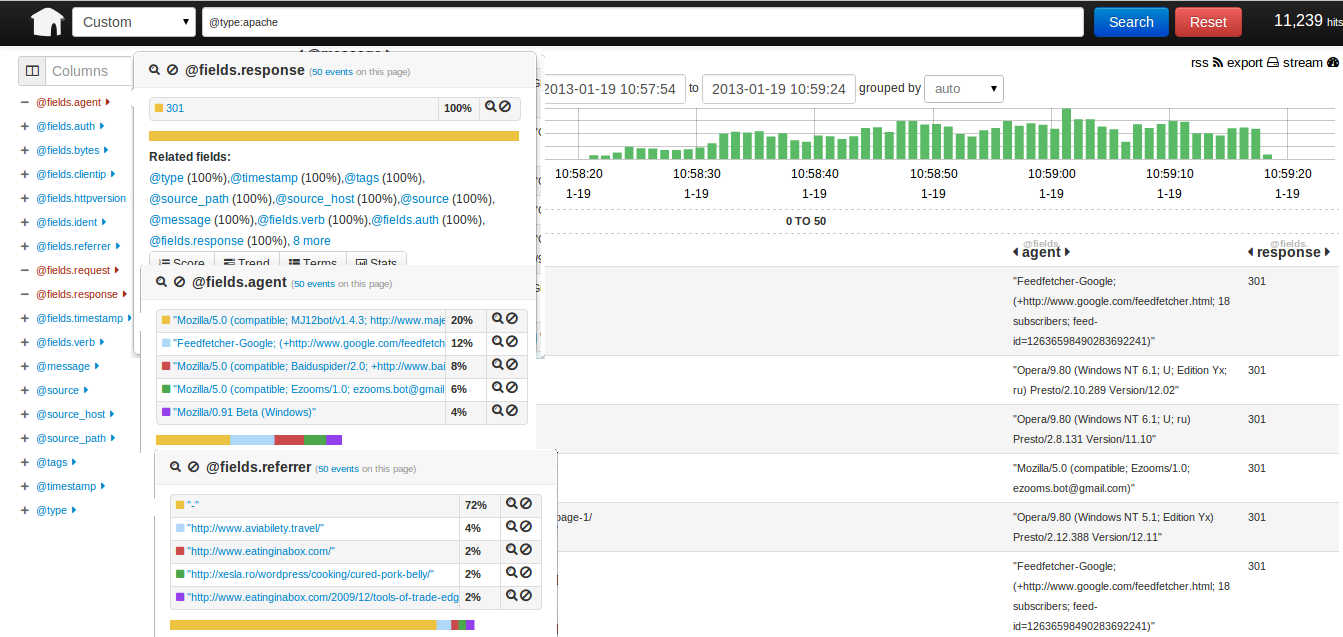 Custom
@type:apache
Search
Reset
11,239 hits
Columns
@fields.agent
@fields.auth
@fields.bytes
@fields.clientip
@fields.httpversion
@fields.ident
@fields.referrer
@fields.request
@fields.response
@fields.timestamp
@fields.verb
@message
@source
@source_host
@source_path
@tags
@timestamp
@type
@fields.response (50 events on this page)
301 100%
Related fields:
@type (100%),@timestamp (100%),@tags (100%),
@source_path (100%),@source_host (100%),@source (100%),
@message (100%),@fields.verb (100%),@fields.auth (100%),
@fields.response (100%), 8 more
Score Trend Terms Stats
@fields.agent (50 events on this page)
"Mozilla/5.0 (compatible; MJ12bot/v1.4.3; http://www.maje 20%
"Feedfetcher-Google; (+http://www.google.com/feedfetch 12%
"Mozilla/5.0 (compatible; Baiduspider/2.0; +http://www.bai 8%
"Mozilla/5.0 (compatible; Ezooms/1.0; ezooms.bot@gmail 6%
"Mozilla/0.91 Beta (Windows)" 4%
@fields.referrer (50 events on this page)
"-" 72%
"http://www.aviabilety.travel/" 4%
"http://www.eatinginabox.com/" 2%
"http://xesla.ro/wordpress/cooking/cured-pork-belly/" 2%
"http://www.eatinginabox.com/2009/12/tools-of-trade-edg 2%
rss export stream
2013-01-19 10:57:54 to 2013-01-19 10:59:24 grouped by auto
10:58:20 10:58:30 10:58:40 10:58:50 10:59:00 10:59:10 10:59:20
1-19 1-19 1-19 1-19 1-19 1-19 1-19
0 TO 50
@fields. @fields.
agent response
"Feedfetcher-Google; 301
(+http://www.google.com/feedfetcher.html; 18
subscribers; feed-
id=12636598490283692241)"
"Opera/9.80 (Windows NT 6.1; U; Edition Yx; 301
ru) Presto/2.10.289 Version/12.02"
"Opera/9.80 (Windows NT 6.1; U; ru) 301
Presto/2.8.131 Version/11.10"
"Mozilla/5.0 (compatible; Ezooms/1.0; 301
ezooms.bot@gmail.com)"
page-1/
"Opera/9.80 (Windows NT 5.1; Edition Yx) 301
Presto/2.12.388 Version/12.11"
"Feedfetcher-Google; 301
(+http://www.google.com/feedfetcher.html; 18
subscribers; feed-
id=12636598490283692241)"